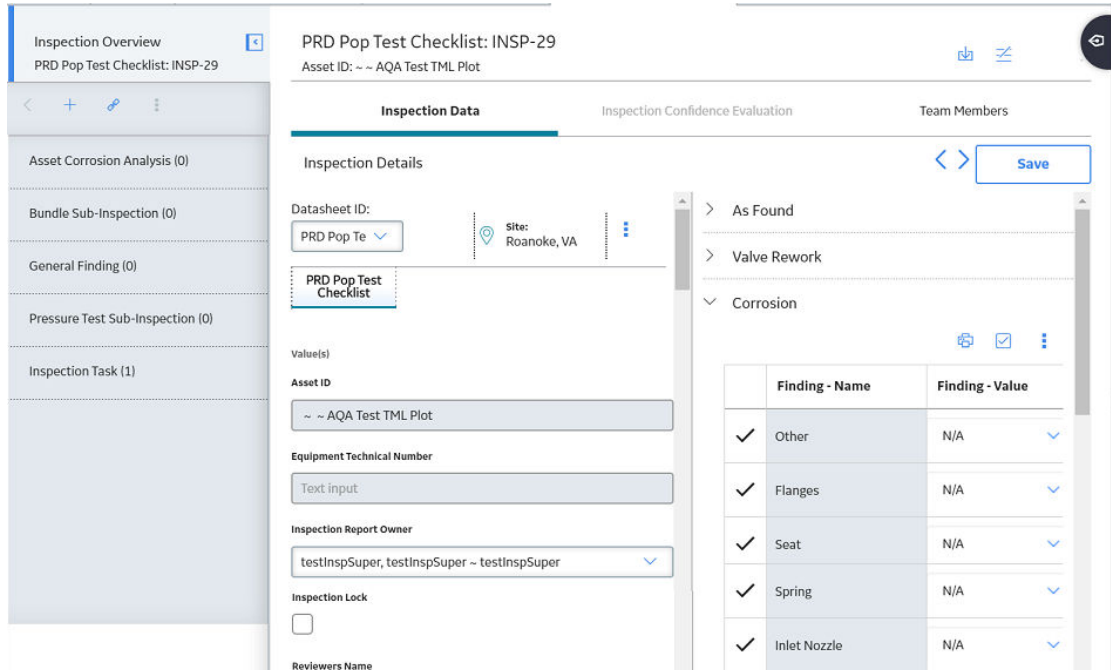 Inspection Overview
PRD Pop Test Checklist: INSP-29
Asset Corrosion Analysis (0)
Bundle Sub-Inspection (0)
General Finding (0)
Pressure Test Sub-Inspection (0)
Inspection Task (1)
PRD Pop Test Checklist: INSP-29
Asset ID: ~ ~ AQA Test TML Plot
Inspection Data
Inspection Confidence Evaluation
Team Members
Inspection Details
Save
Datasheet ID:
PRD Pop Te
Site:
Roanoke, VA
PRD Pop Test
Checklist
Value(s)
Asset ID
~ ~ AQA Test TML Plot
Equipment Technical Number
Text input
Inspection Report Owner
testInspSuper, testInspSuper ~ testInspSuper
Inspection Lock
Reviewers Name
As Found
Valve Rework
Corrosion
Finding - Name Finding - Value
Other N/A
Flanges N/A
Seat N/A
Spring N/A
Inlet Nozzle N/A